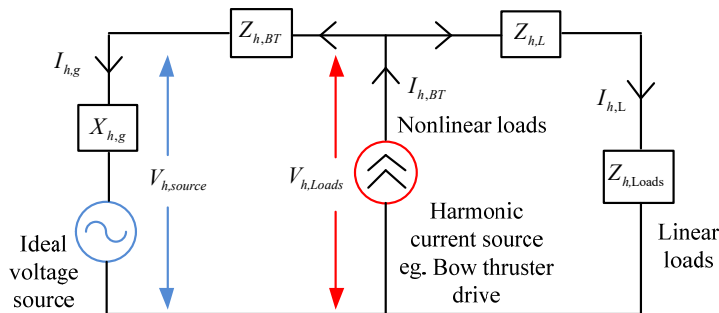 Z_{h,BT}
Z_{h,L}
I_{h,g}
I_{h,BT}
I_{h,L}
X_{h,g}
Nonlinear loads
V_{h,source}
V_{h,Loads}
Z_{h,Loads}
Ideal
voltage
source
Harmonic
current source
eg. Bow thruster
drive
Linear
loads